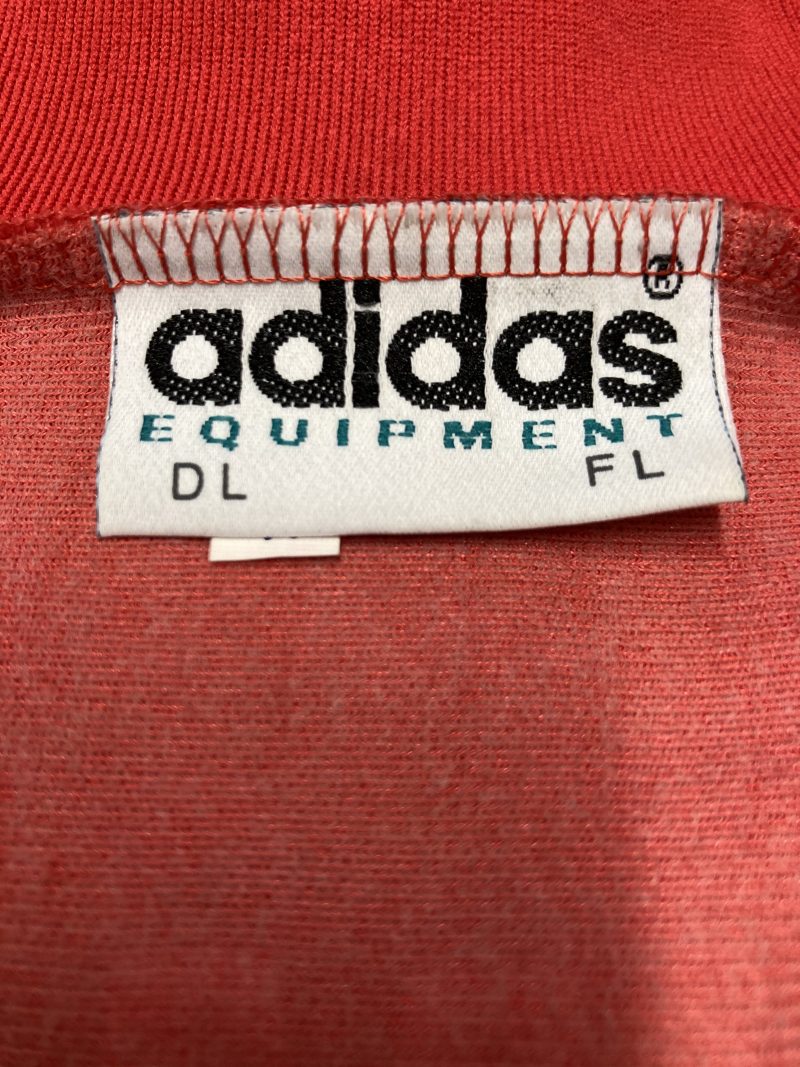 adidas®
EQUIPMENT
DL FL